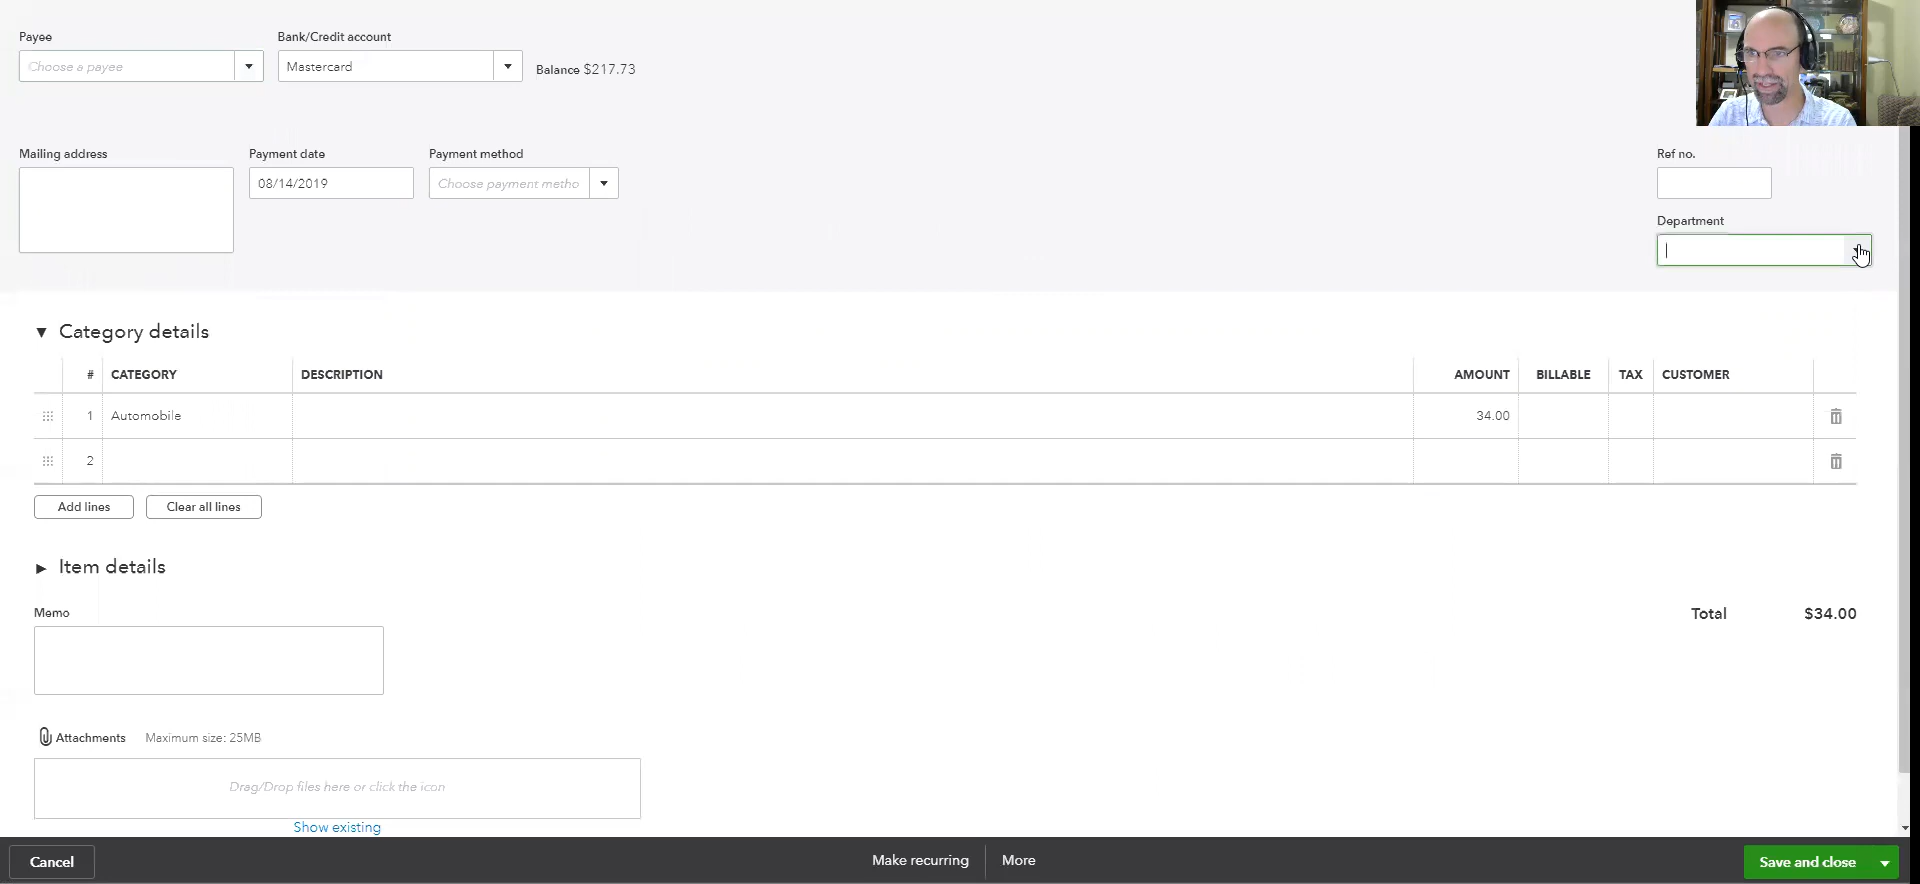 Payee
Bank/Credit account
Choose a payee
Mastercard
Balance $217.73
Mailing address
Payment date
Payment method
Ref no.
08/14/2019
Choose payment metho
Department
Category details
# CATEGORY DESCRIPTION AMOUNT BILLABLE TAX CUSTOMER
1 Automobile 34.00
2
Add lines
Clear all lines
Item details
Memo
Total $34.00
Attachments Maximum size: 25MB
Drag/Drop files here or click the icon
Show existing
Cancel
Make recurring
More
Save and close